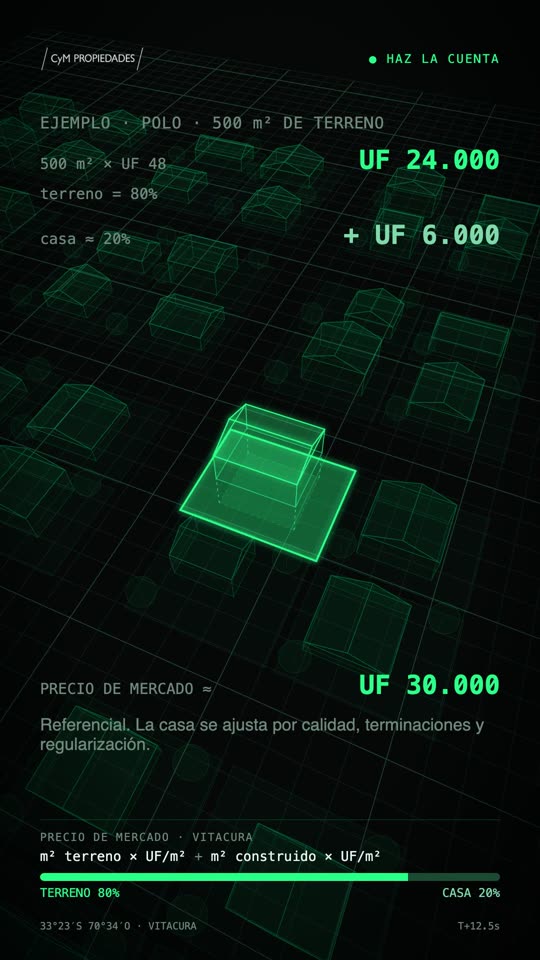 CyM PROPIEDADES
● HAZ LA CUENTA
EJEMPLO · POLO · 500 m² DE TERRENO
500 m² × UF 48
UF 24.000
terreno = 80%
casa ≈ 20%
+ UF 6.000
PRECIO DE MERCADO ≈
UF 30.000
Referencial. La casa se ajusta por calidad, terminaciones y
regularización.
PRECIO DE MERCADO · VITACURA
m² terreno × UF/m² + m² construido × UF/m²
TERRENO 80%
CASA 20%
33°23′S 70°34′O · VITACURA
T+12.5s